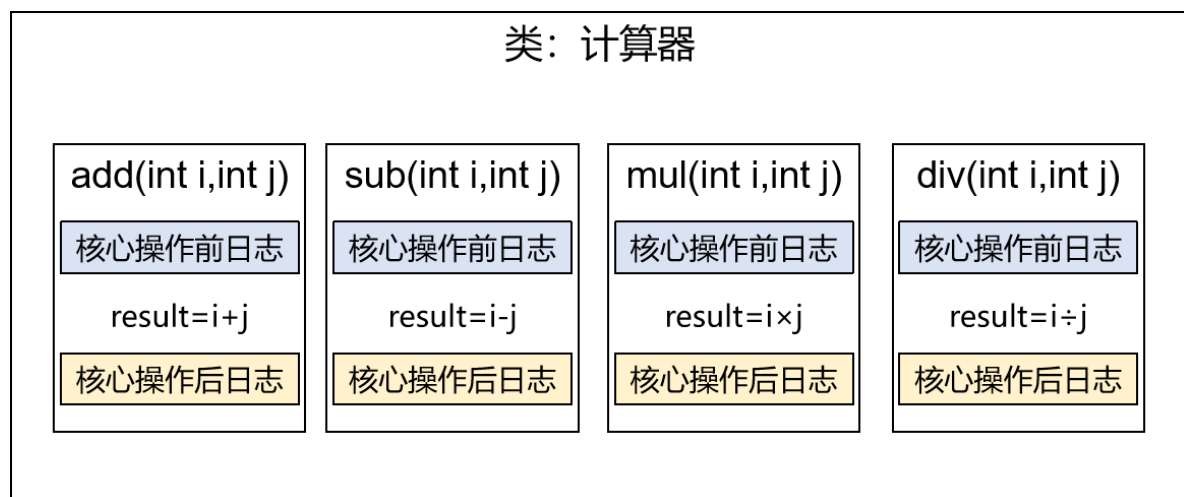 类：计算器
add(int i,int j)
核心操作前日志
result=i+j
核心操作后日志
sub(int i,int j)
核心操作前日志
result=i-j
核心操作后日志
mul(int i,int j)
核心操作前日志
result=i×j
核心操作后日志
div(int i,int j)
核心操作前日志
result=i÷j
核心操作后日志